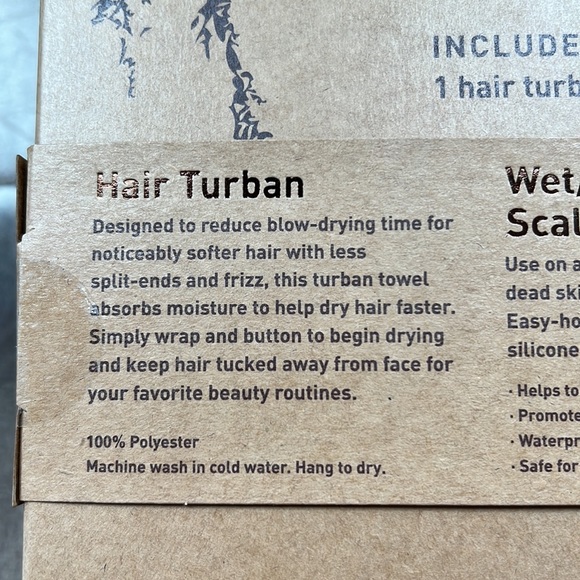 INCLUDE
1 hair turb
Hair Turban
Designed to reduce blow-drying time for
noticeably softer hair with less
split-ends and frizz, this turban towel
absorbs moisture to help dry hair faster.
Simply wrap and button to begin drying
and keep hair tucked away from face for
your favorite beauty routines.
100% Polyester
Machine wash in cold water. Hang to dry.
Wet/
Scal
Use on a
dead ski
Easy-ho
silicone
· Helps to
· Promote
· Waterpr
· Safe for